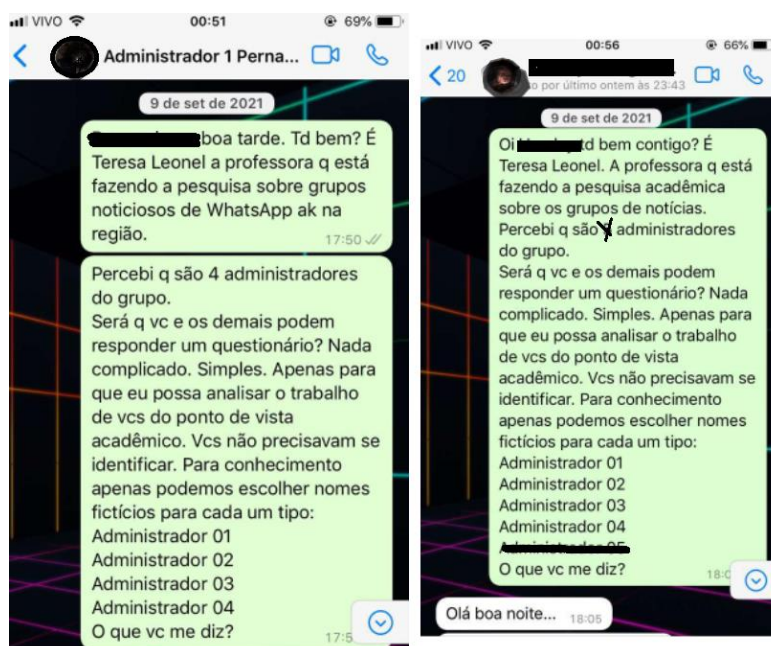 VIVO 00:51 69%
Administrador 1 Perna...
9 de set de 2021
boa tarde. Td bem? É
Teresa Leonel a professora q está
fazendo a pesquisa sobre grupos
noticiosos de WhatsApp ak na
região.
17:50
Percebi q são 4 administradores
do grupo.
Será q vc e os demais podem
responder um questionário? Nada
complicado. Simples. Apenas para
que eu possa analisar o trabalho
de vcs do ponto de vista
acadêmico. Vcs não precisavam se
identificar. Para conhecimento
apenas podemos escolher nomes
fictícios para cada um tipo:
Administrador 01
Administrador 02
Administrador 03
Administrador 04
O que vc me diz?
VIVO 00:56 66%
20
por último ontem às 23:43
9 de set de 2021
Oi td bem contigo? É
Teresa Leonel. A professora q está
fazendo a pesquisa acadêmica
sobre os grupos de notícias.
Percebi q são administradores
do grupo.
Será q vc e os demais podem
responder um questionário? Nada
complicado. Simples. Apenas para
que eu possa analisar o trabalho
de vcs do ponto de vista
acadêmico. Vcs não precisavam se
identificar. Para conhecimento
apenas podemos escolher nomes
fictícios para cada um tipo:
Administrador 01
Administrador 02
Administrador 03
Administrador 04
O que vc me diz?
Olá boa noite...
18:05